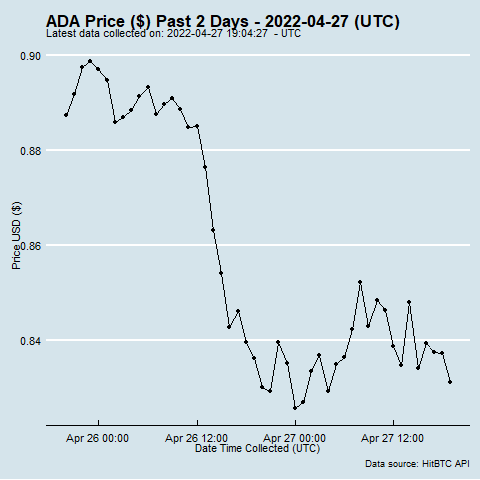 ADA Price ($) Past 2 Days - 2022-04-27 (UTC)
Latest data collected on: 2022-04-27 19:04:27 - UTC
0.90
0.88
0.86
0.84
Price USD ($)
Apr 26 00:00 Apr 26 12:00 Apr 27 00:00 Apr 27 12:00
Date Time Collected (UTC)
Data source: HitBTC API